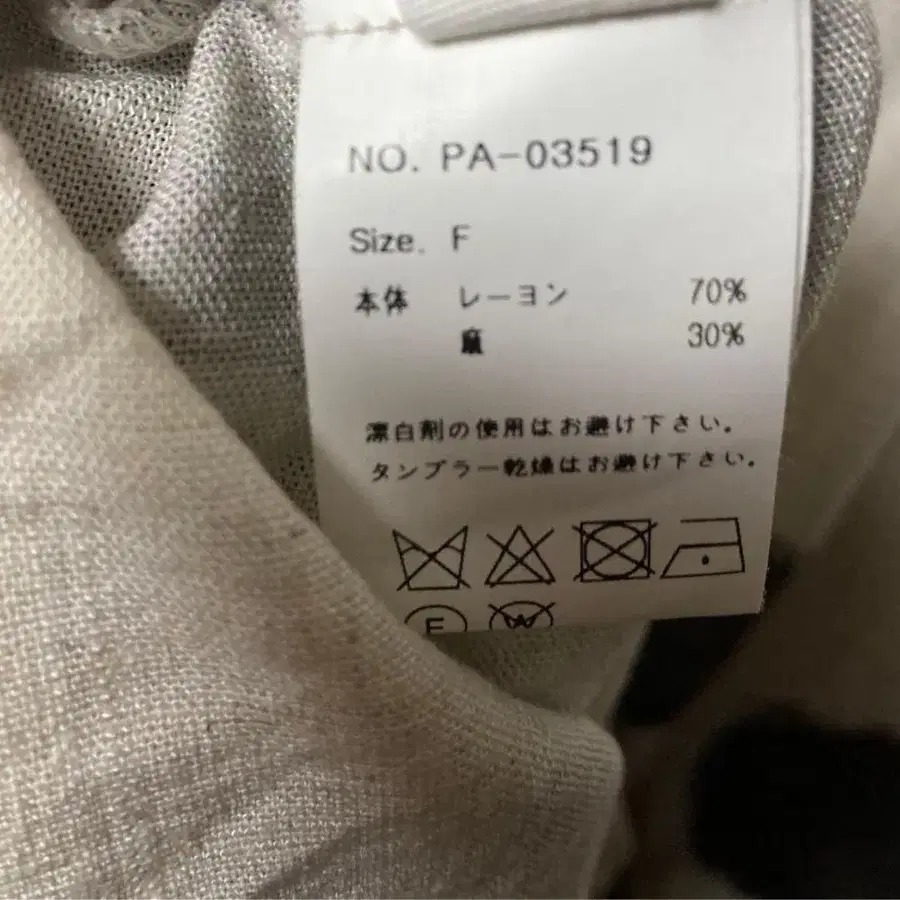 NO. PA-03519
Size. F
本体 レーヨン 70%
麻 30%
漂白剤の使用はお避け下さい。
タンブラー乾燥はお避け下さい。
F W